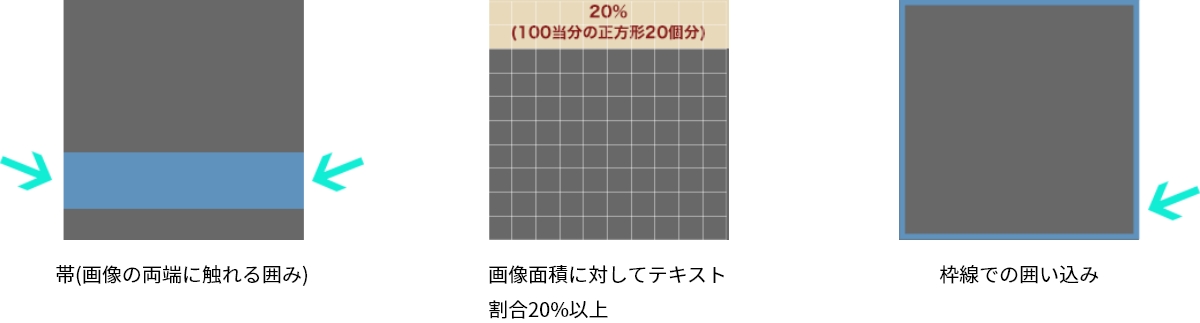 20%
(100当分の正方形20個分)
帯(画像の両端に触れる囲み)
画像面積に対してテキスト
割合20%以上
枠線での囲い込み